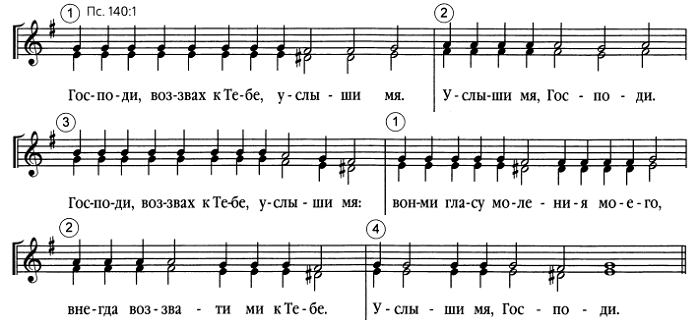 ① Пс. 140:1 ②
Гос-по-ди, воз-звах к Те-бе, у-слы-ши мя. У-слы-ши мя, Гос-по-ди.
③ ①
Гос-по-ди, воз-звах к Те-бе, у-слы-ши мя: вон-ми гла-су мо-ле-ни-я мо-е-го,
② ④
вне-гда воз-зва-ти ми к Те-бе. У-слы-ши мя, Гос-по-ди.